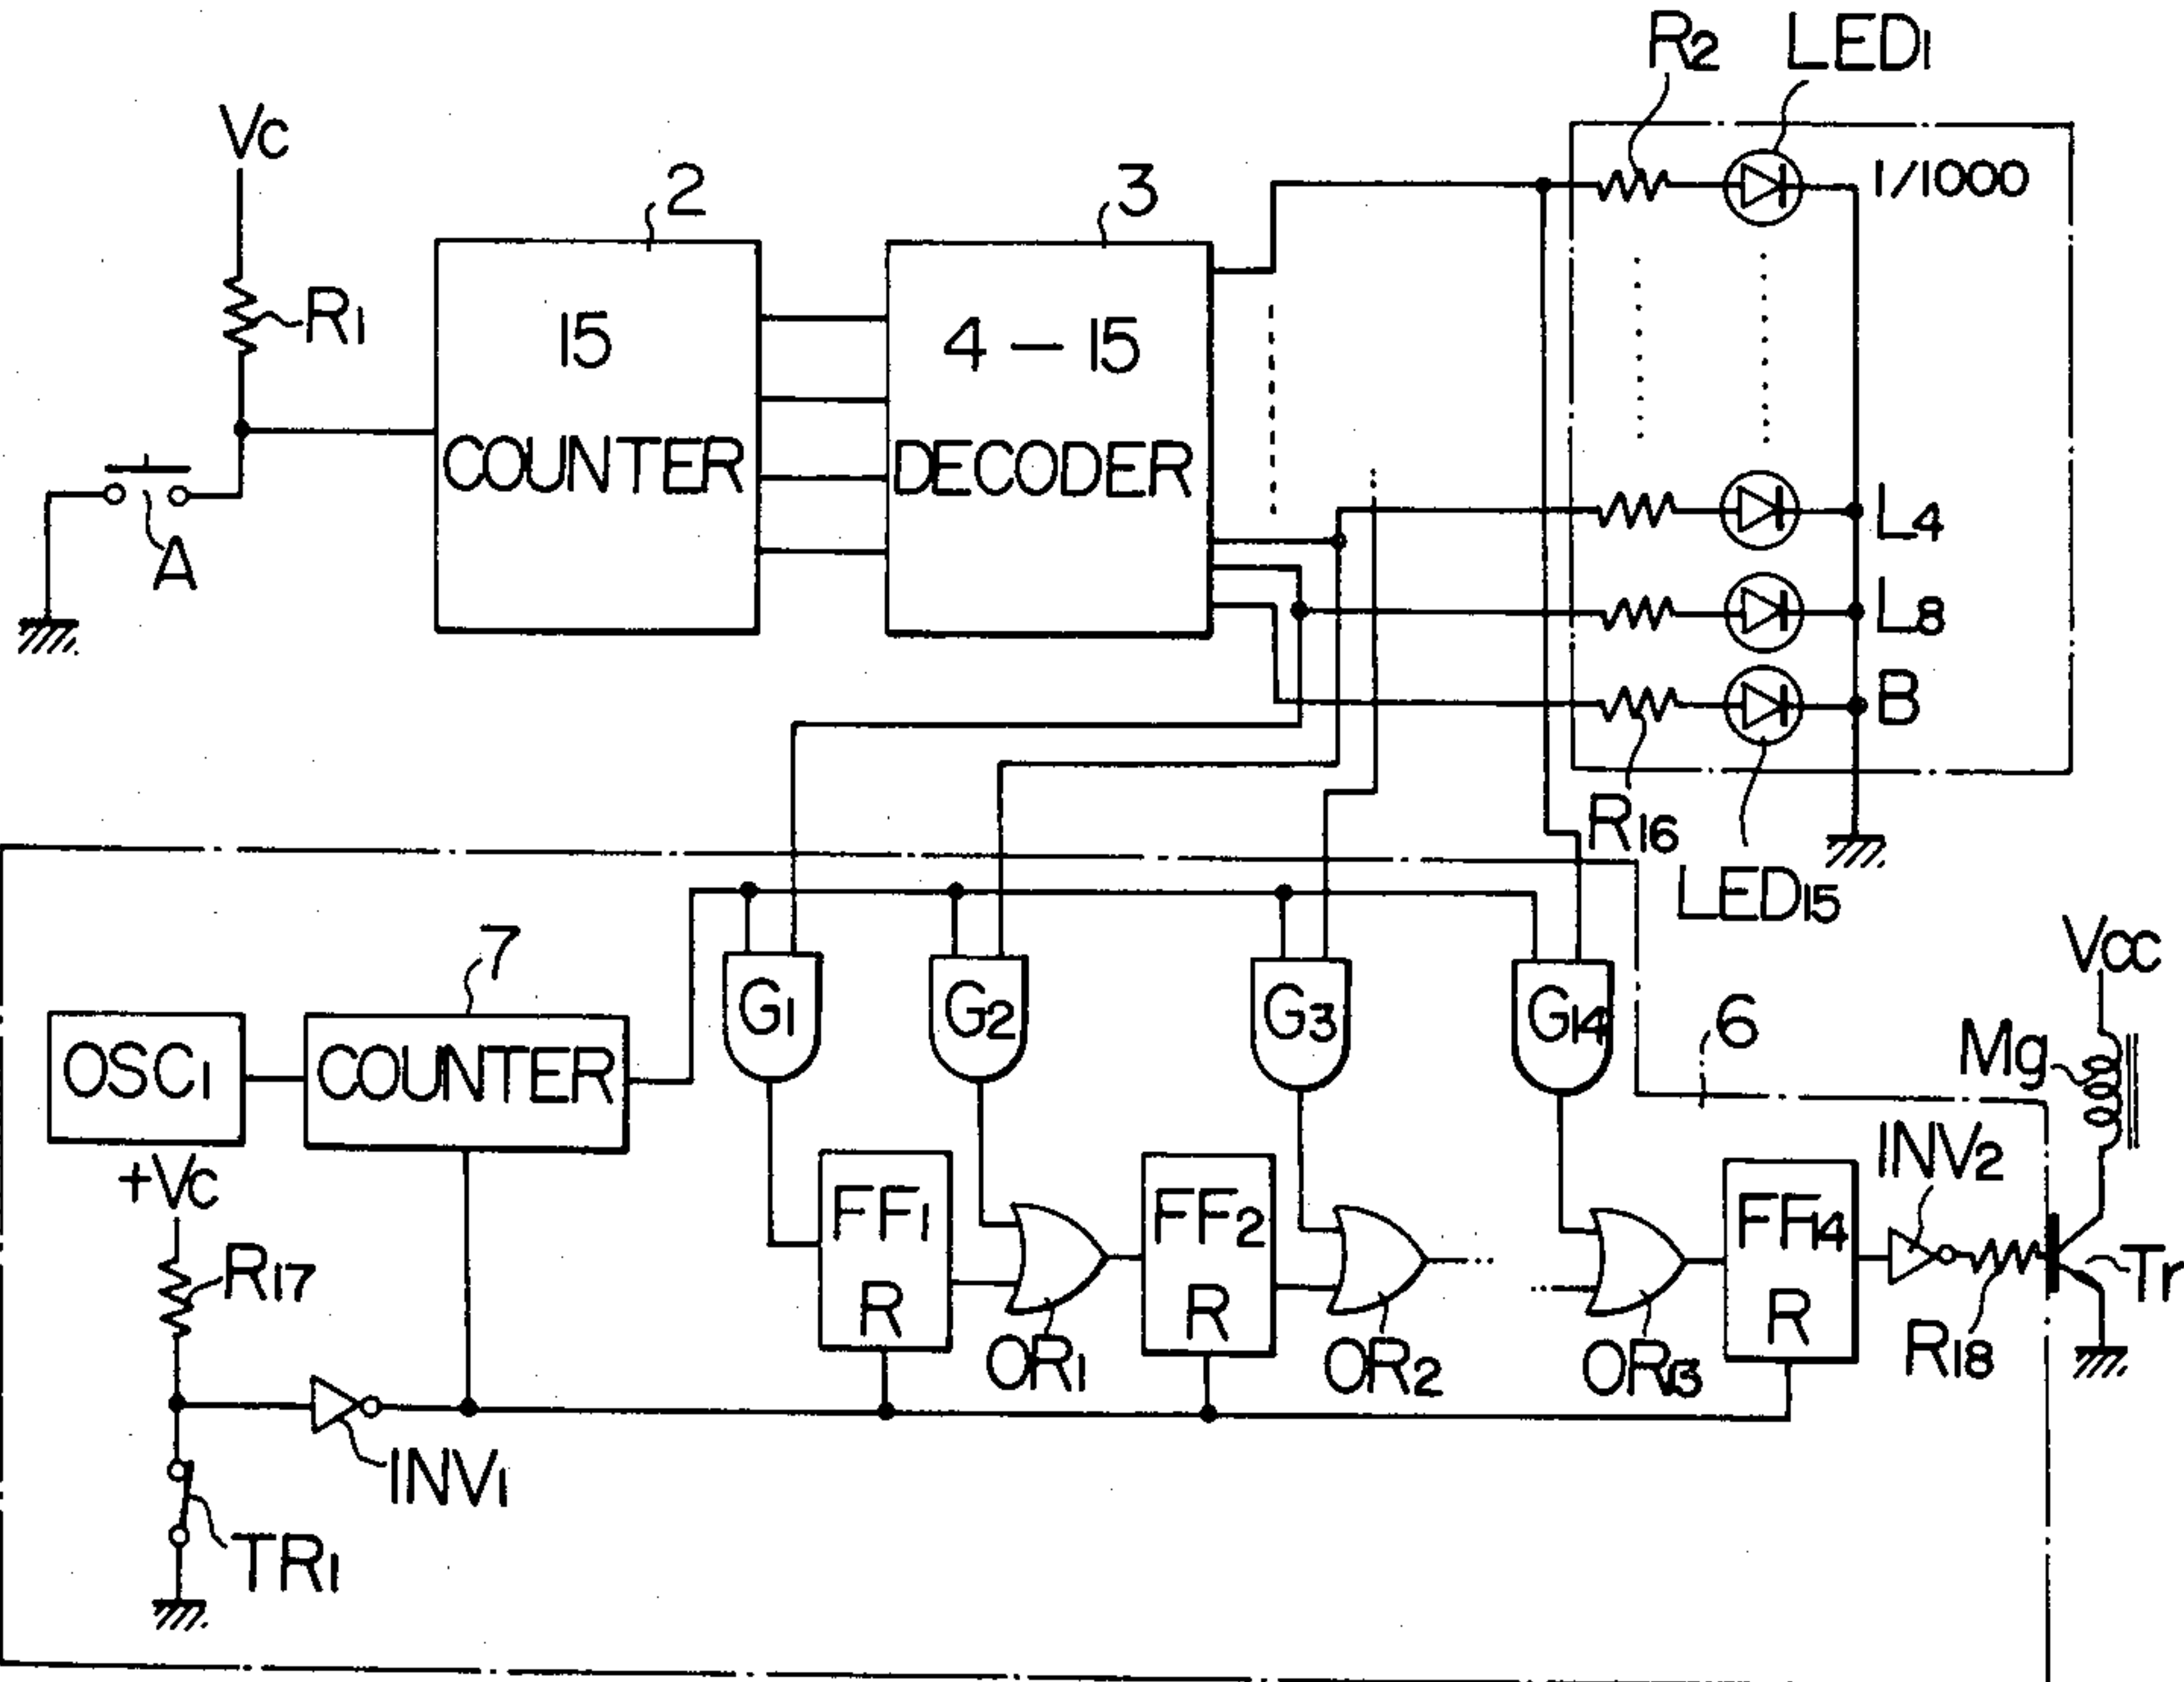 R2 LED1
Vc
2
3
1/1000
R1
15
COUNTER
4-15
DECODER
A
L4
L8
B
R16
LED15
7
Vcc
OSC1
COUNTER
G1
G2
G3
G14
6
Mg
+Vc
INV2
FF1
R
FF2
R
FF14
R
R17
Tr
OR1
OR2
OR13
R18
INV1
TR1